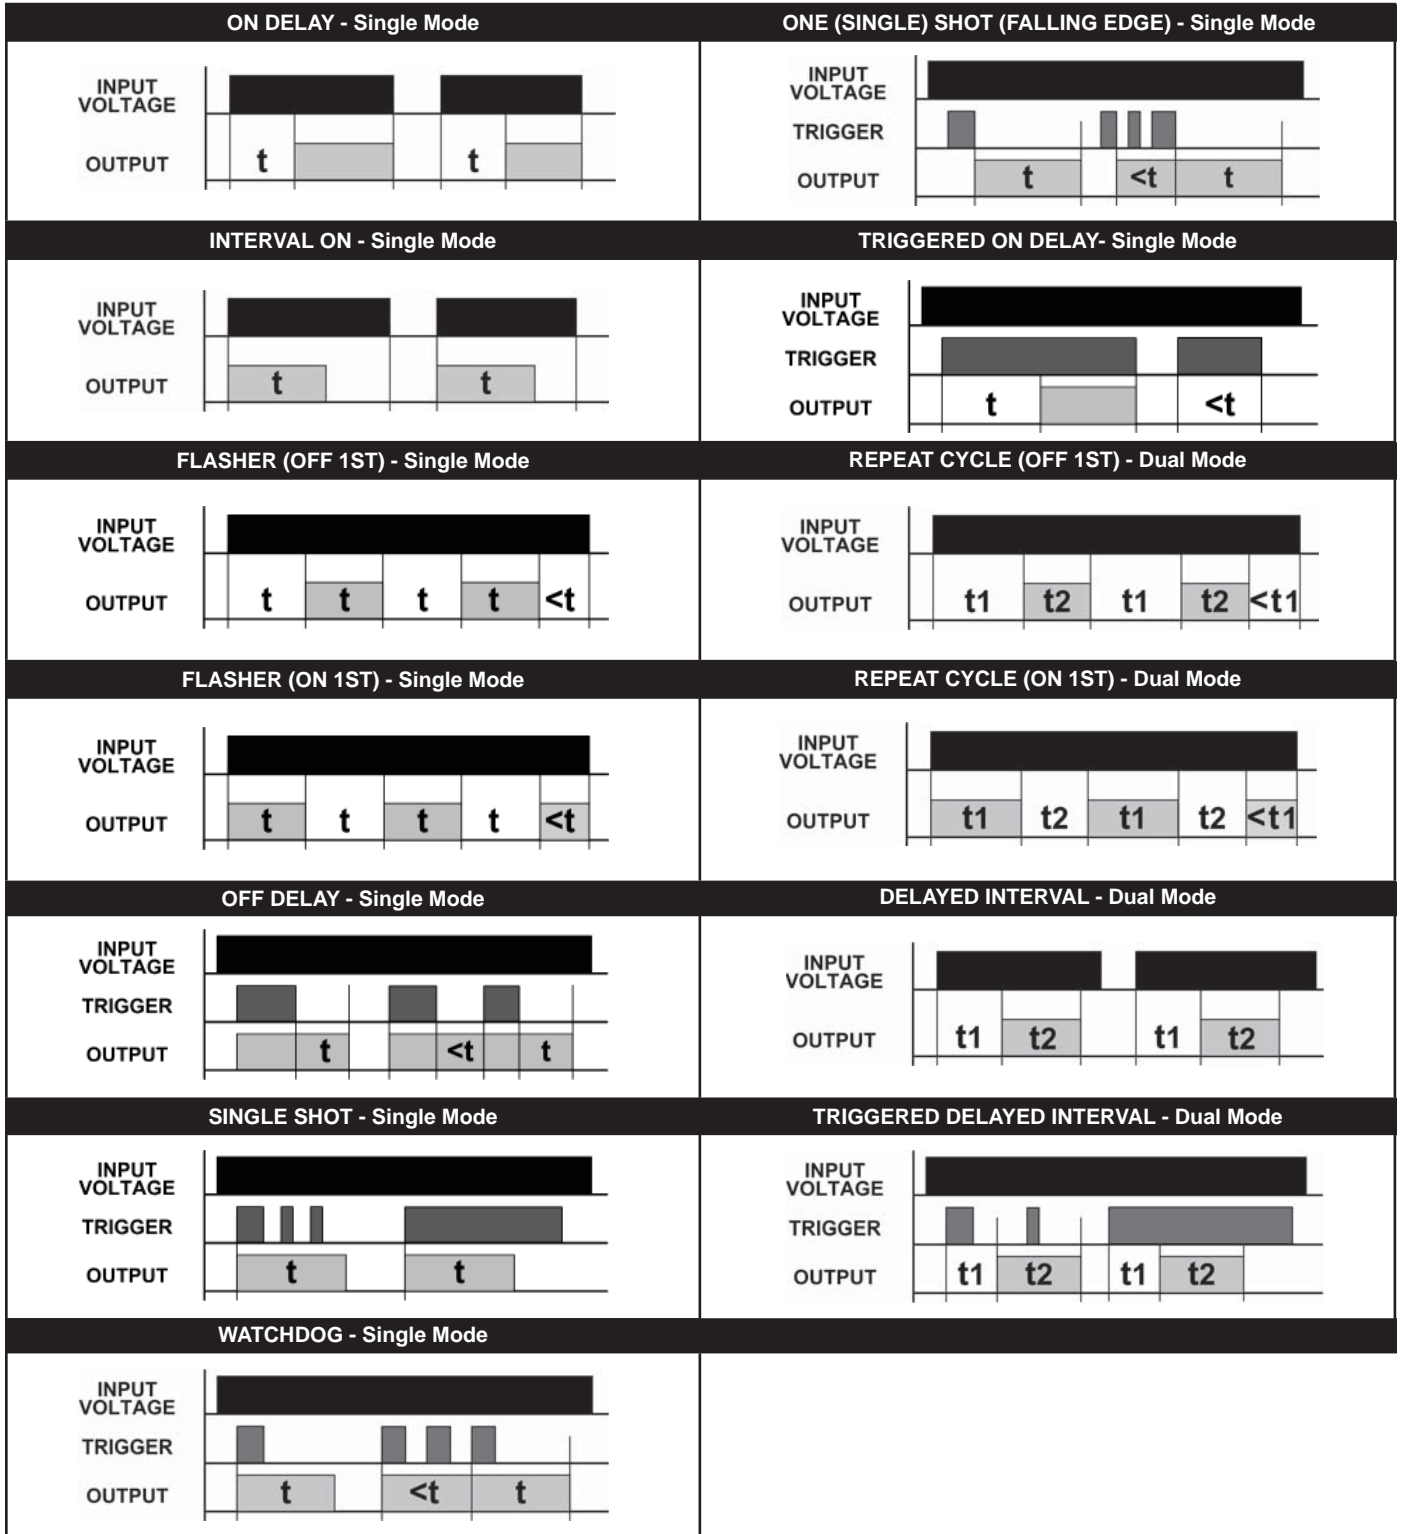 ON DELAY - Single Mode
INPUT
VOLTAGE
OUTPUT
t t
ONE (SINGLE) SHOT (FALLING EDGE) - Single Mode
INPUT
VOLTAGE
TRIGGER
OUTPUT
t <t t
INTERVAL ON - Single Mode
INPUT
VOLTAGE
OUTPUT
t t
TRIGGERED ON DELAY- Single Mode
INPUT
VOLTAGE
TRIGGER
OUTPUT
t <t
FLASHER (OFF 1ST) - Single Mode
INPUT
VOLTAGE
OUTPUT
t t t t <t
REPEAT CYCLE (OFF 1ST) - Dual Mode
INPUT
VOLTAGE
OUTPUT
t1 t2 t1 t2 <t1
FLASHER (ON 1ST) - Single Mode
INPUT
VOLTAGE
OUTPUT
t t t t <t
REPEAT CYCLE (ON 1ST) - Dual Mode
INPUT
VOLTAGE
OUTPUT
t1 t2 t1 t2 <t1
OFF DELAY - Single Mode
INPUT
VOLTAGE
TRIGGER
OUTPUT
t <t t
DELAYED INTERVAL - Dual Mode
INPUT
VOLTAGE
OUTPUT
t1 t2 t1 t2
SINGLE SHOT - Single Mode
INPUT
VOLTAGE
TRIGGER
OUTPUT
t t
TRIGGERED DELAYED INTERVAL - Dual Mode
INPUT
VOLTAGE
TRIGGER
OUTPUT
t1 t2 t1 t2
WATCHDOG - Single Mode
INPUT
VOLTAGE
TRIGGER
OUTPUT
t <t t